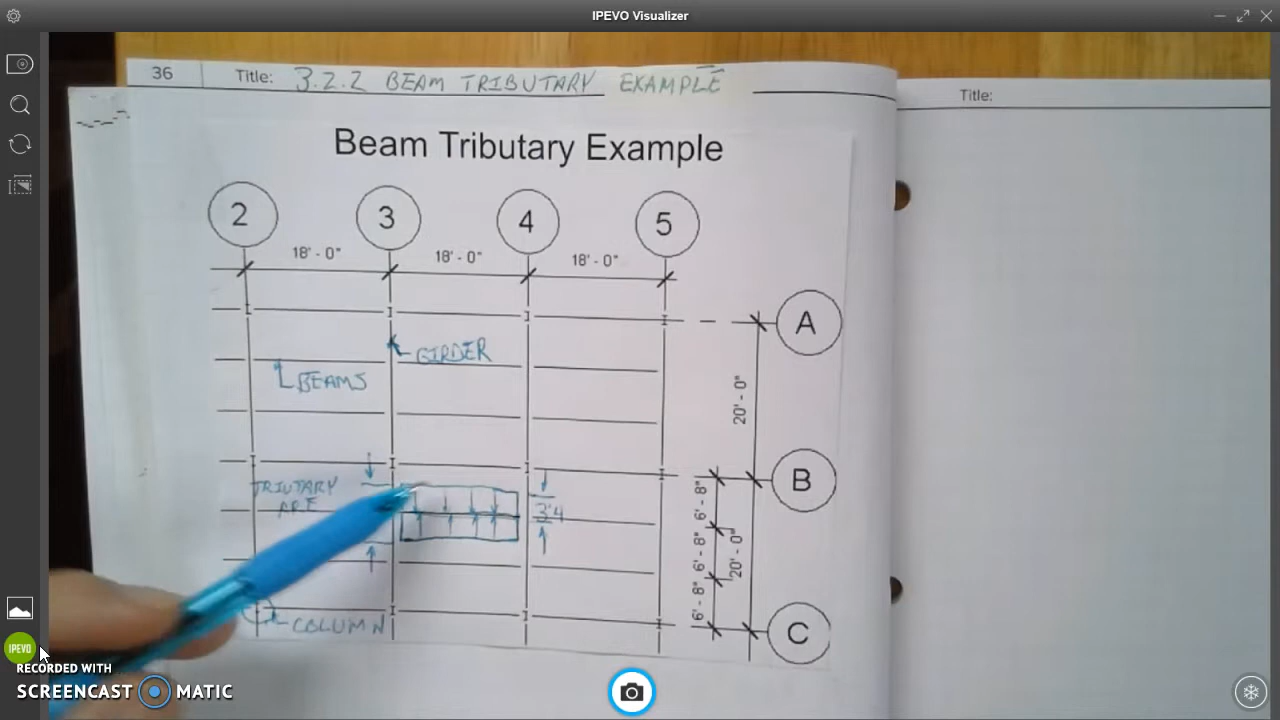 IPEVO Visualizer
36
Title: 3.2.2 BEAM TRIBUTARY EXAMPLE
Title:
Beam Tributary Example
2 3 4 5
18' - 0" 18' - 0" 18' - 0"
A
GIRDER
BEAMS
20' - 0"
B
TRIUTARY
3'4
6' - 8"
6' - 8"
6' - 8"
20' - 0"
C
COLUMN
IPEVO
RECORDED WITH
SCREENCAST MATIC